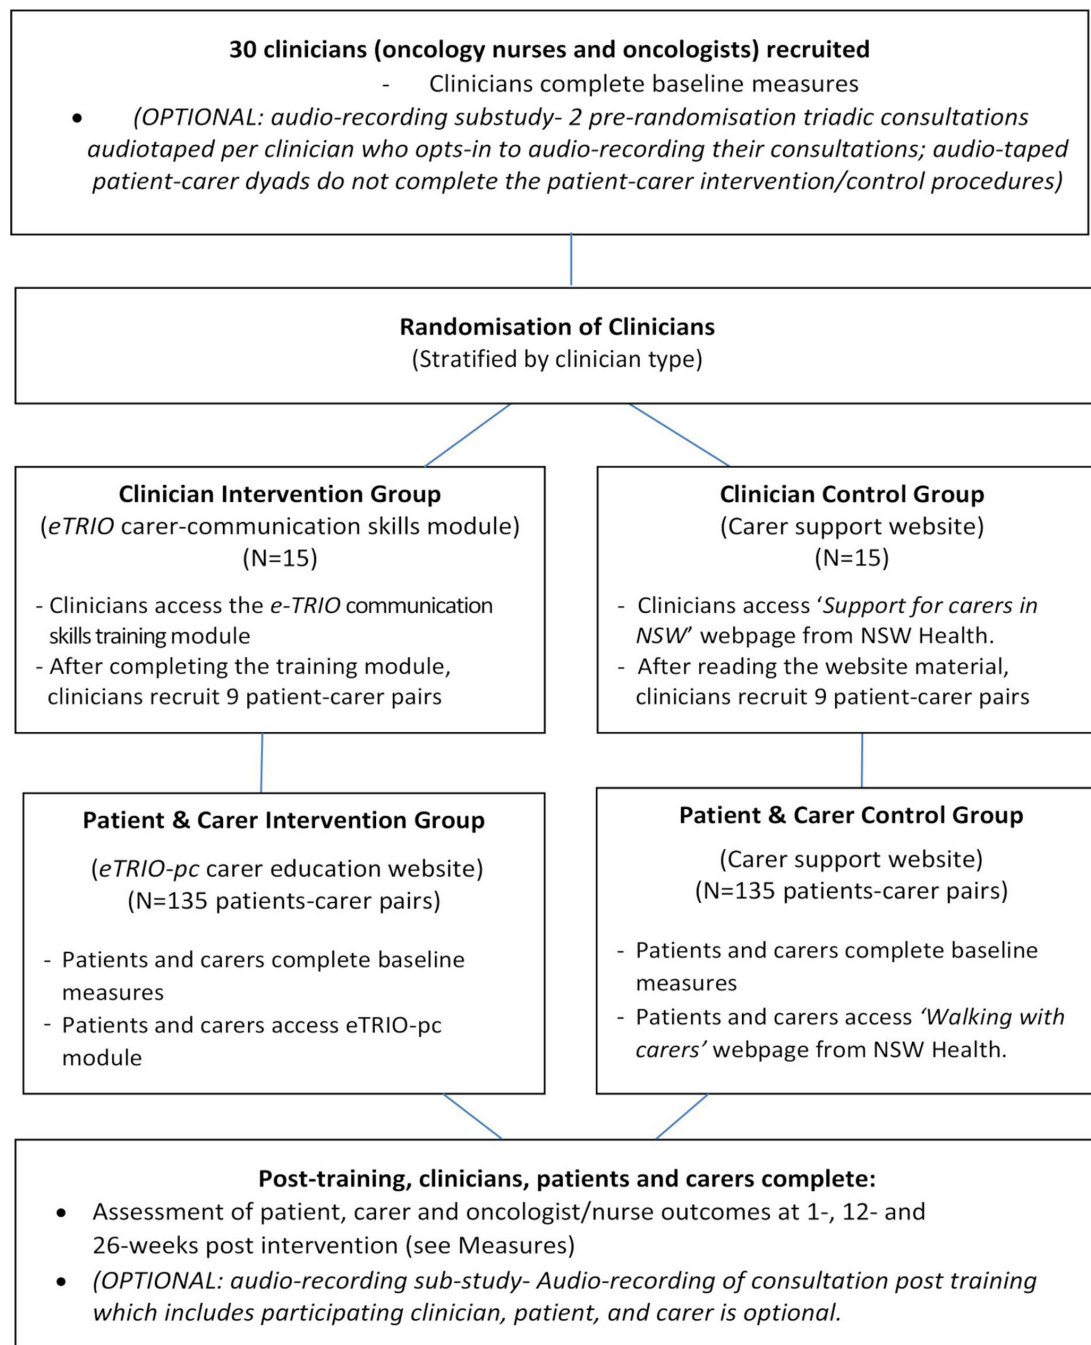 30 clinicians (oncology nurses and oncologists) recruited
- Clinicians complete baseline measures
• (OPTIONAL: audio-recording substudy- 2 pre-randomisation triadic consultations
audiotaped per clinician who opts-in to audio-recording their consultations; audio-taped
patient-carer dyads do not complete the patient-carer intervention/control procedures)
Randomisation of Clinicians
(Stratified by clinician type)
Clinician Intervention Group
(eTRIO carer-communication skills module)
(N=15)
- Clinicians access the e-TRIO communication
skills training module
- After completing the training module,
clinicians recruit 9 patient-carer pairs
Clinician Control Group
(Carer support website)
(N=15)
- Clinicians access ‘Support for carers in
NSW’ webpage from NSW Health.
- After reading the website material,
clinicians recruit 9 patient-carer pairs
Patient & Carer Intervention Group
(eTRIO-pc carer education website)
(N=135 patients-carer pairs)
- Patients and carers complete baseline
measures
- Patients and carers access eTRIO-pc
module
Patient & Carer Control Group
(Carer support website)
(N=135 patients-carer pairs)
- Patients and carers complete baseline
measures
- Patients and carers access ‘Walking with
carers’ webpage from NSW Health.
Post-training, clinicians, patients and carers complete:
• Assessment of patient, carer and oncologist/nurse outcomes at 1-, 12- and
26-weeks post intervention (see Measures)
• (OPTIONAL: audio-recording sub-study- Audio-recording of consultation post training
which includes participating clinician, patient, and carer is optional.